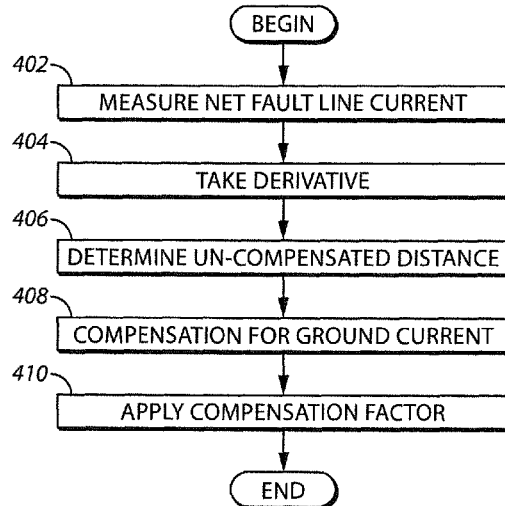 BEGIN
402
MEASURE NET FAULT LINE CURRENT
404
TAKE DERIVATIVE
406
DETERMINE UN-COMPENSATED DISTANCE
408
COMPENSATION FOR GROUND CURRENT
410
APPLY COMPENSATION FACTOR
END